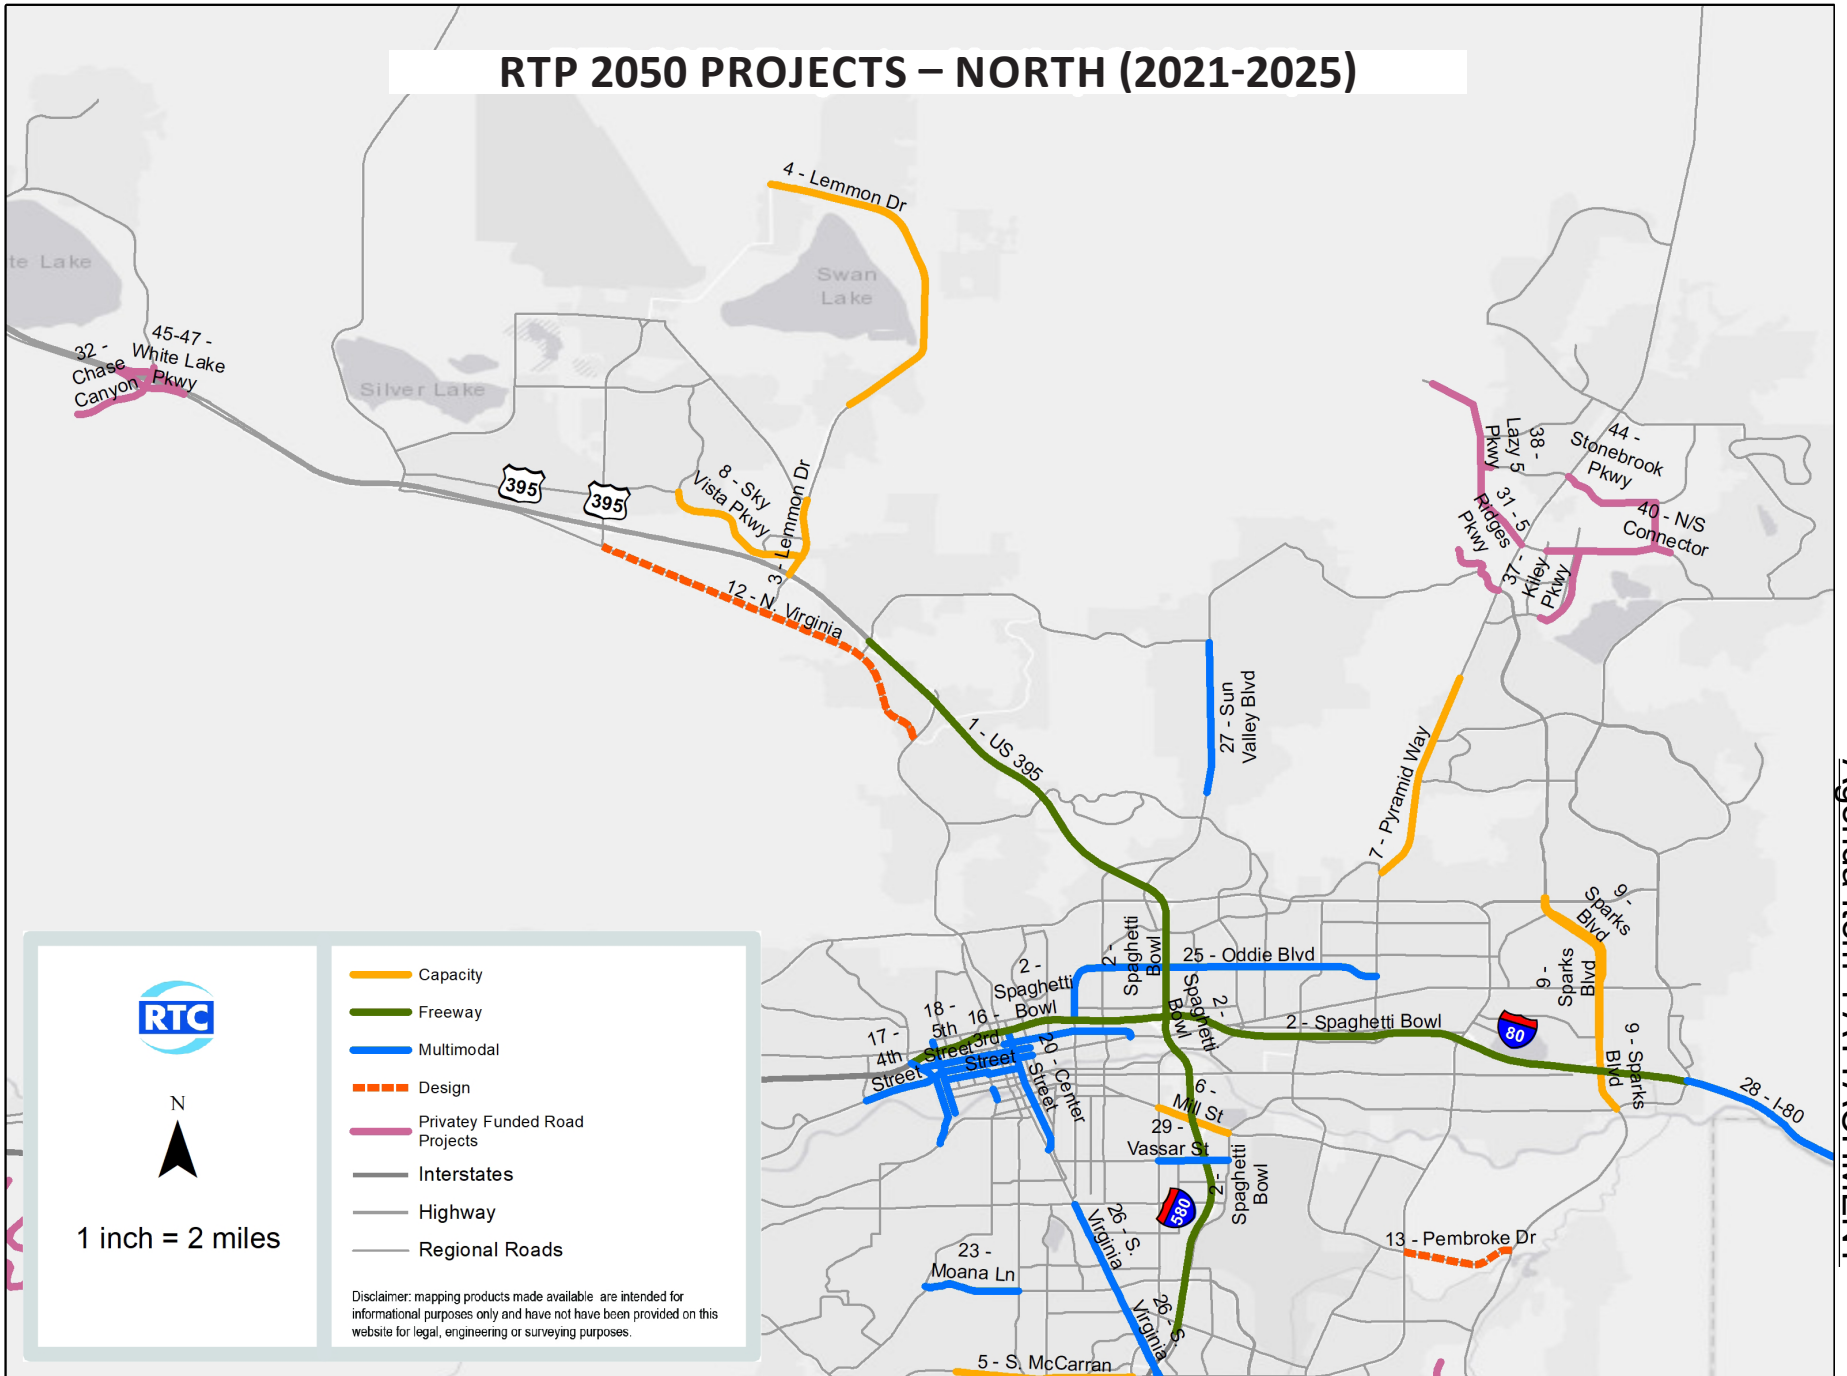 RTP 2050 PROJECTS – NORTH (2021-2025)
4 - Lemmon Dr
te Lake
Swan
Lake
45-47 -
White Lake
Pkwy
32 -
Chase
Canyon
Silver Lake
395
395
8 - Sky
Vista Pkwy
3 - Lemmon Dr
12 - N. Virginia
1 - US 395
27 - Sun
Valley Blvd
7 - Pyramid Way
38 -
Lazy 5
Pkwy
44 -
Stonebrook
Pkwy
31 - 5
Ridges
Pkwy
40 - N/S
Connector
37 -
Kiley
Pkwy
9 -
Sparks
Blvd
9 -
Sparks
Blvd
9 - Sparks
Blvd
2 -
Spaghetti
Bowl
25 - Oddie Blvd
2 -
Spaghetti
Bowl
2 -
Spaghetti
Bowl
2 - Spaghetti Bowl
80
18 -
5th
Street
16 -
3rd
Street
17 -
4th
Street
20 - Center
Street
6 -
Mill St
29 -
Vassar St
2 -
Spaghetti
Bowl
580
28 - I-80
26 - S.
Virginia
26 - S.
Virginia
23 -
Moana Ln
13 - Pembroke Dr
5 - S. McCarran
RTC
N
1 inch = 2 miles
Capacity
Freeway
Multimodal
Design
Privatey Funded Road
Projects
Interstates
Highway
Regional Roads
Disclaimer: mapping products made available are intended for
informational purposes only and have not have been provided on this
website for legal, engineering or surveying purposes.